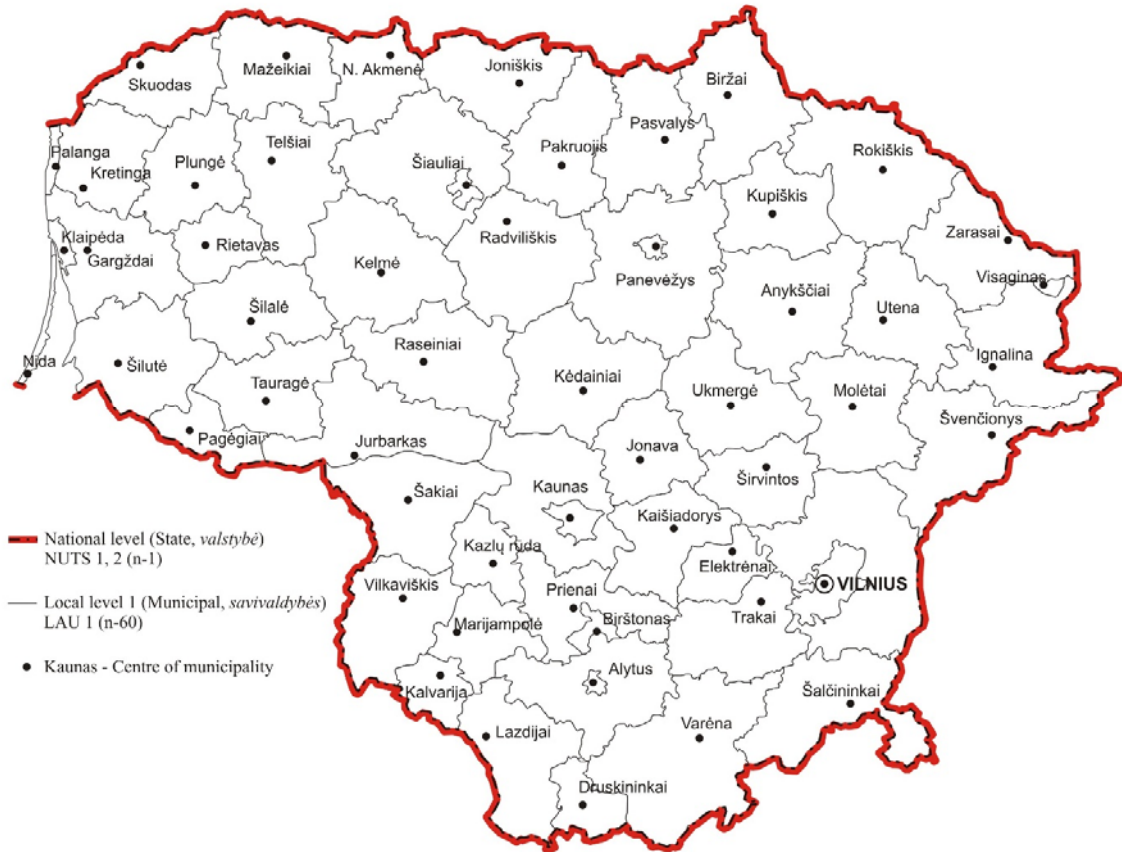 Skuodas
Mažeikiai
N. Akmenė
Joniškis
Biržai
Pasvalys
Pakruojis
Rokiškis
Palanga
Kretinga
Plungė
Telšiai
Šiauliai
Kupiškis
Klaipėda
Gargždai
Rietavas
Radviliškis
Zarasai
Kelmė
Panevėžys
Anykščiai
Visaginas
Utena
Šilalė
Nida
Šilutė
Raseiniai
Ignalina
Tauragė
Kėdainiai
Ukmergė
Molėtai
Švenčionys
Pagėgiai
Jurbarkas
Jonava
Širvintos
Šakiai
Kaunas
Kaišiadorys
Kazlų rūda
Elektrėnai
Vilkaviškis
Prienai
VILNIUS
Marijampolė
Birštonas
Trakai
Kalvarija
Alytus
Šalčininkai
Lazdijai
Varėna
Druskininkai
National level (State, valstybė)
NUTS 1, 2 (n-1)
Local level 1 (Municipal, savivaldybės)
LAU 1 (n-60)
Kaunas - Centre of municipality